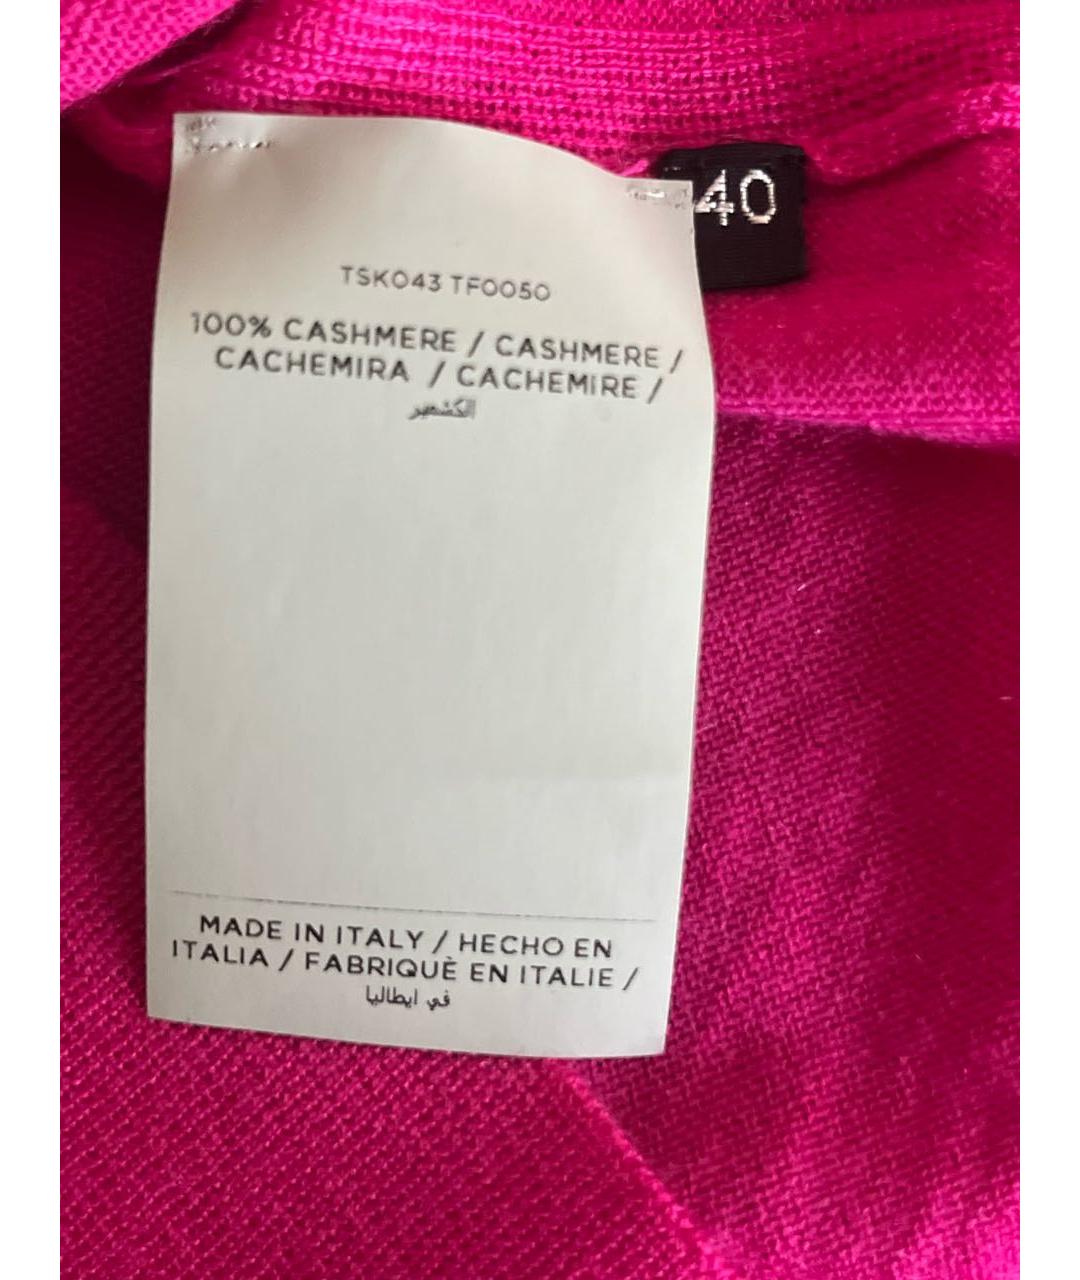 40
TSK043 TF0050
100% CASHMERE / CASHMERE /
CACHEMIRA / CACHEMIRE /
الكشمير
MADE IN ITALY / HECHO EN
ITALIA / FABRIQUÈ EN ITALIE /
في ايطاليا